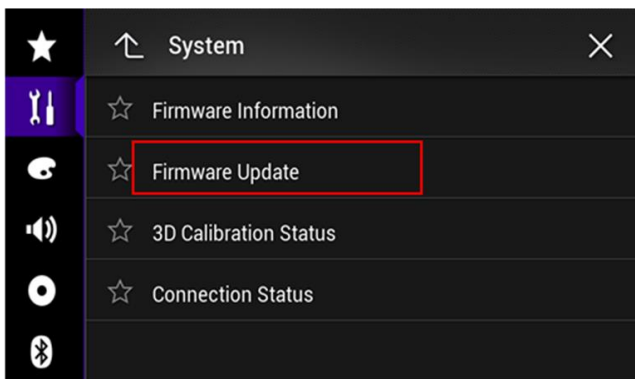 System
Firmware Information
Firmware Update
3D Calibration Status
Connection Status